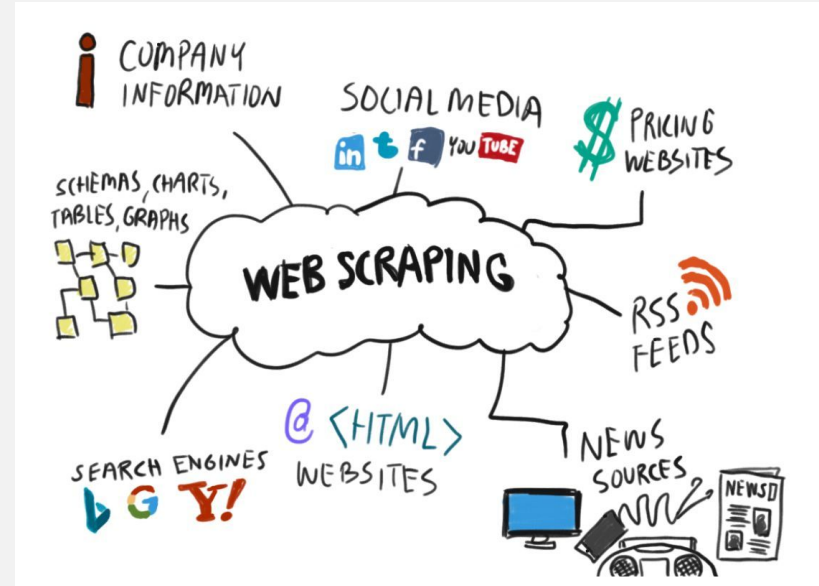 COMPANY
INFORMATION
SOCIAL MEDIA
in t f YOU TUBE
PRICING
WEBSITES
SCHEMAS, CHARTS,
TABLES, GRAPHS
WEB SCRAPING
RSS
FEEDS
@ <HTML>
WEBSITES
SEARCH ENGINES
b G Y!
NEWS
SOURCES
NEWS